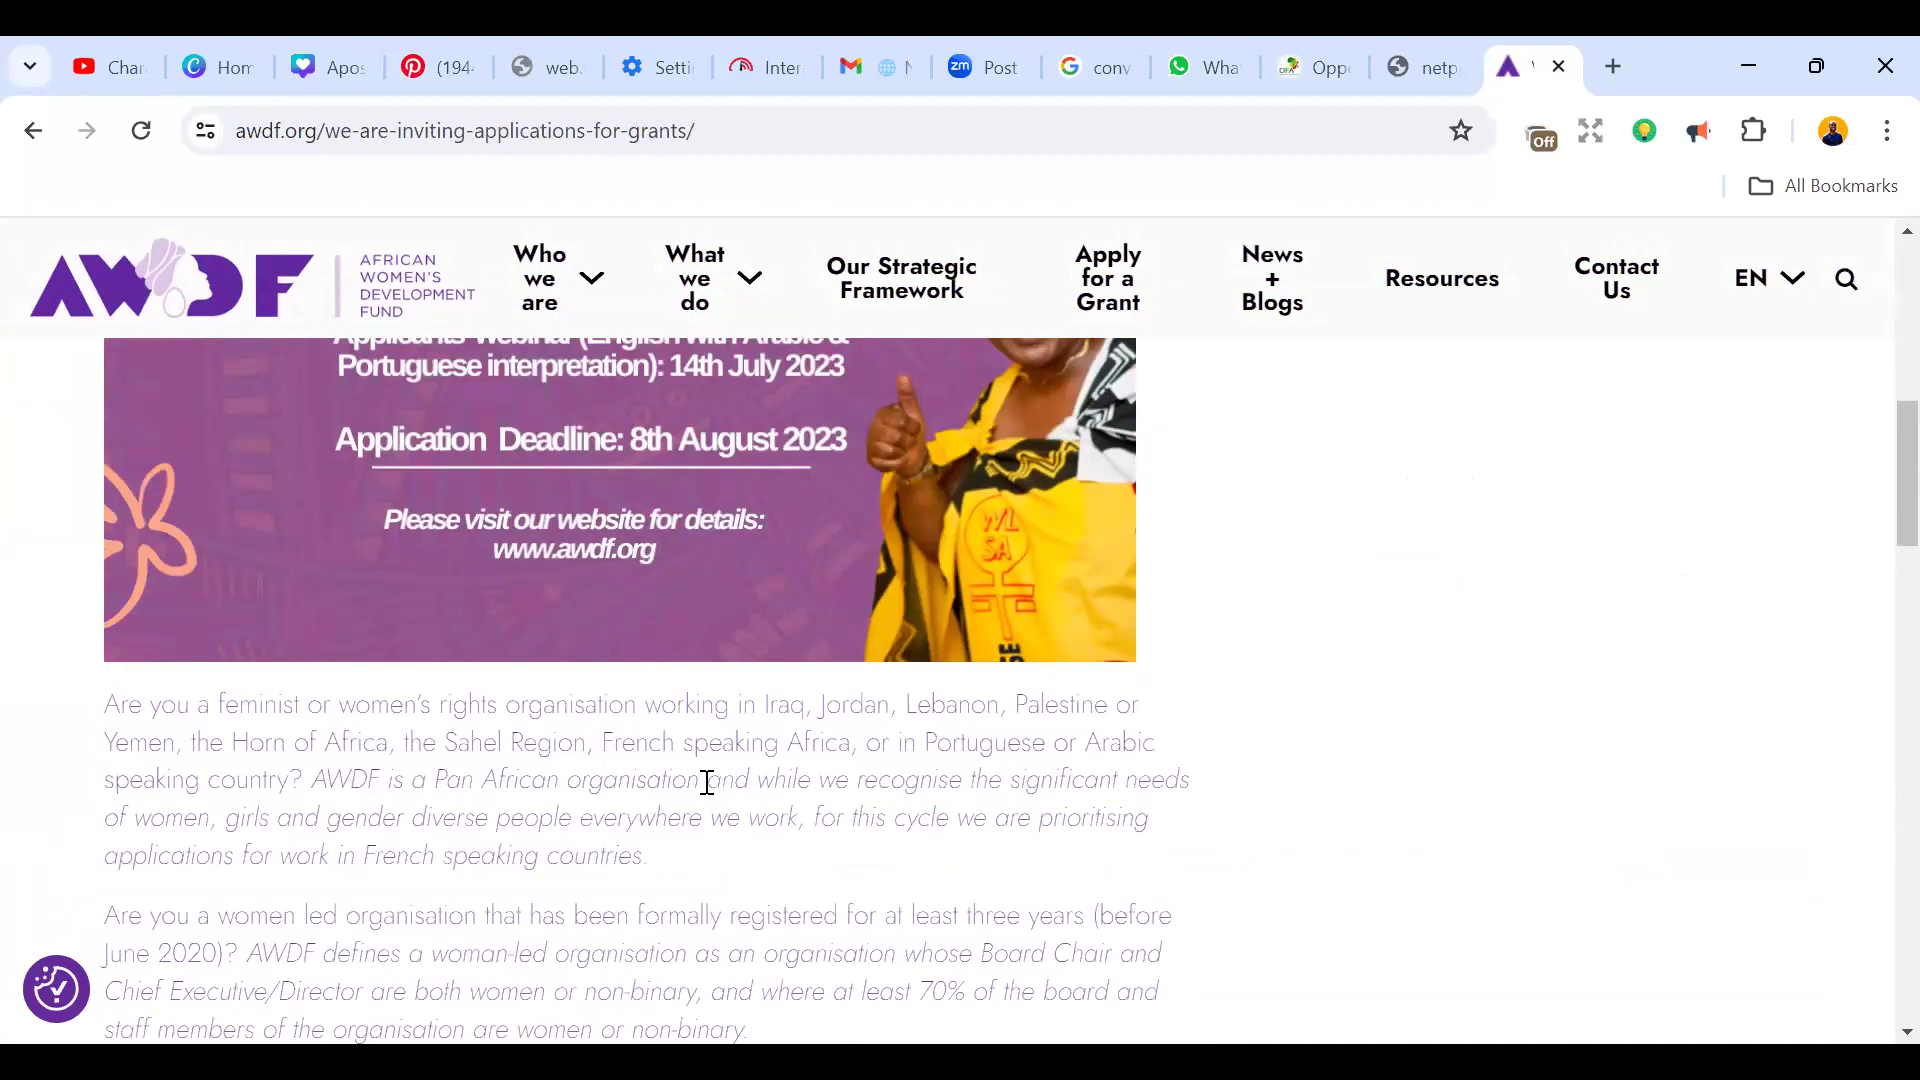 Char
Hom
Apos
(194
web.
Setti
Inter
N
Post
conv
Wha
Oppo
netp
awdf.org/we-are-inviting-applications-for-grants/
Off
All Bookmarks
AWDF
AFRICAN
WOMEN'S
DEVELOPMENT
FUND
Who
we
are
What
we
do
Our Strategic
Framework
Apply
for a
Grant
News
+
Blogs
Resources
Contact
Us
EN
Applicants' Webinar (English with Arabic &
Portuguese interpretation): 14th July 2023
Application Deadline: 8th August 2023
Please visit our website for details:
www.awdf.org
WL
SA
Are you a feminist or women's rights organisation working in Iraq, Jordan, Lebanon, Palestine or
Yemen, the Horn of Africa, the Sahel Region, French speaking Africa, or in Portuguese or Arabic
speaking country? AWDF is a Pan African organisation and while we recognise the significant needs
of women, girls and gender diverse people everywhere we work, for this cycle we are prioritising
applications for work in French speaking countries.
Are you a women led organisation that has been formally registered for at least three years (before
June 2020)? AWDF defines a woman-led organisation as an organisation whose Board Chair and
Chief Executive/Director are both women or non-binary, and where at least 70% of the board and
staff members of the organisation are women or non-binary.